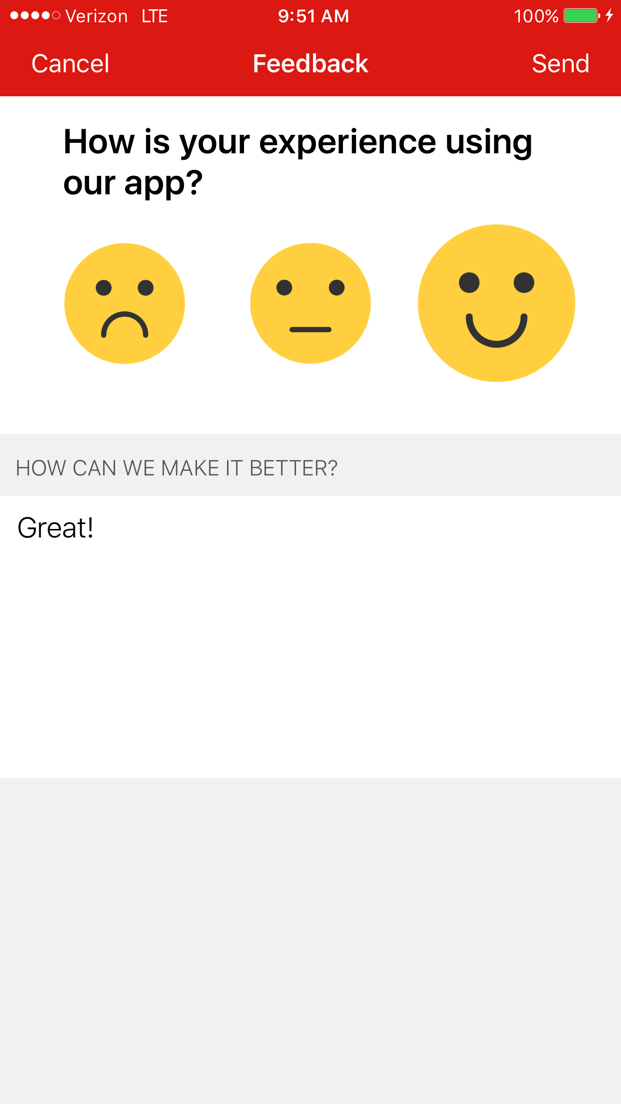 Verizon LTE 9:51 AM 100%
Cancel Feedback Send
How is your experience using
our app?
HOW CAN WE MAKE IT BETTER?
Great!